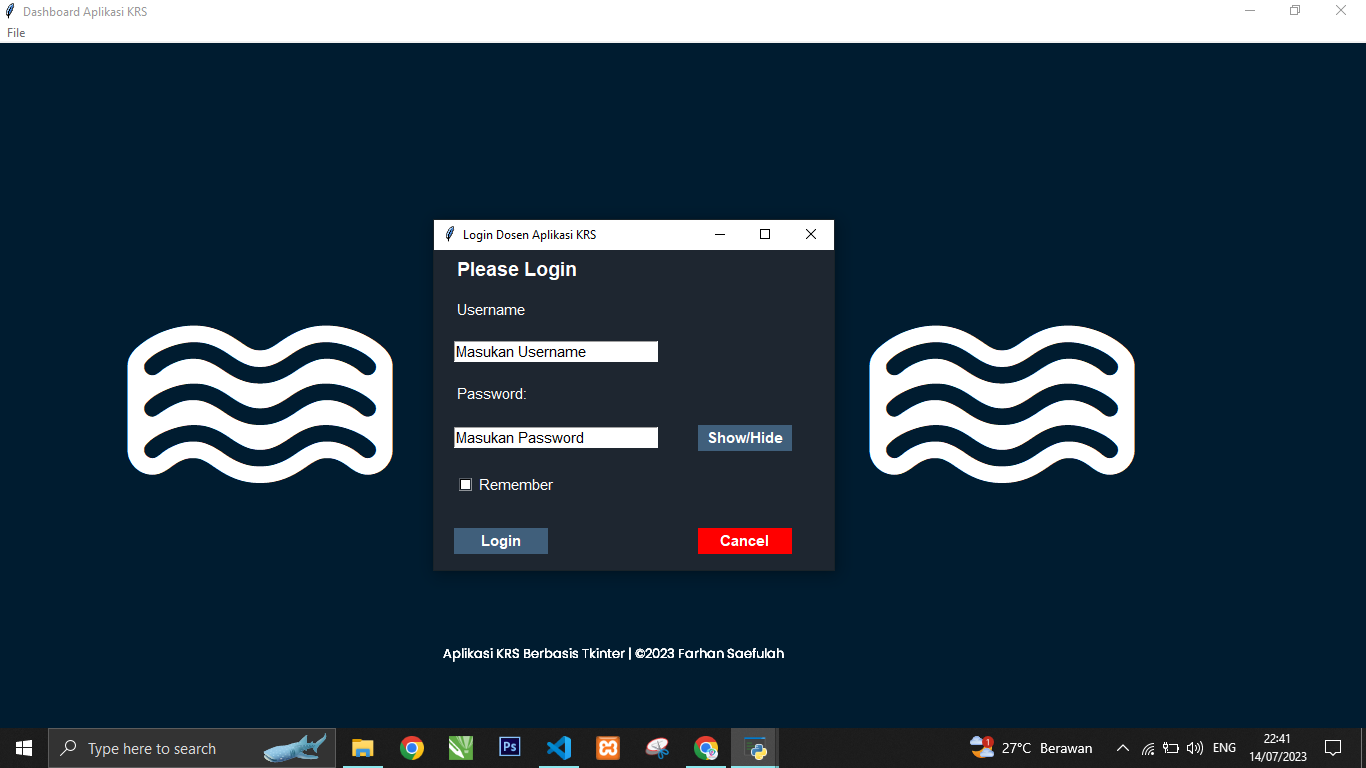 Dashboard Aplikasi KRS
File
Login Dosen Aplikasi KRS
Please Login
Username
Masukan Username
Password:
Masukan Password
Show/Hide
Remember
Login
Cancel
Aplikasi KRS Berbasis Tkinter | ©2023 Farhan Saefulah
Type here to search
Ps
1
27°C Berawan
ENG
22:41
14/07/2023